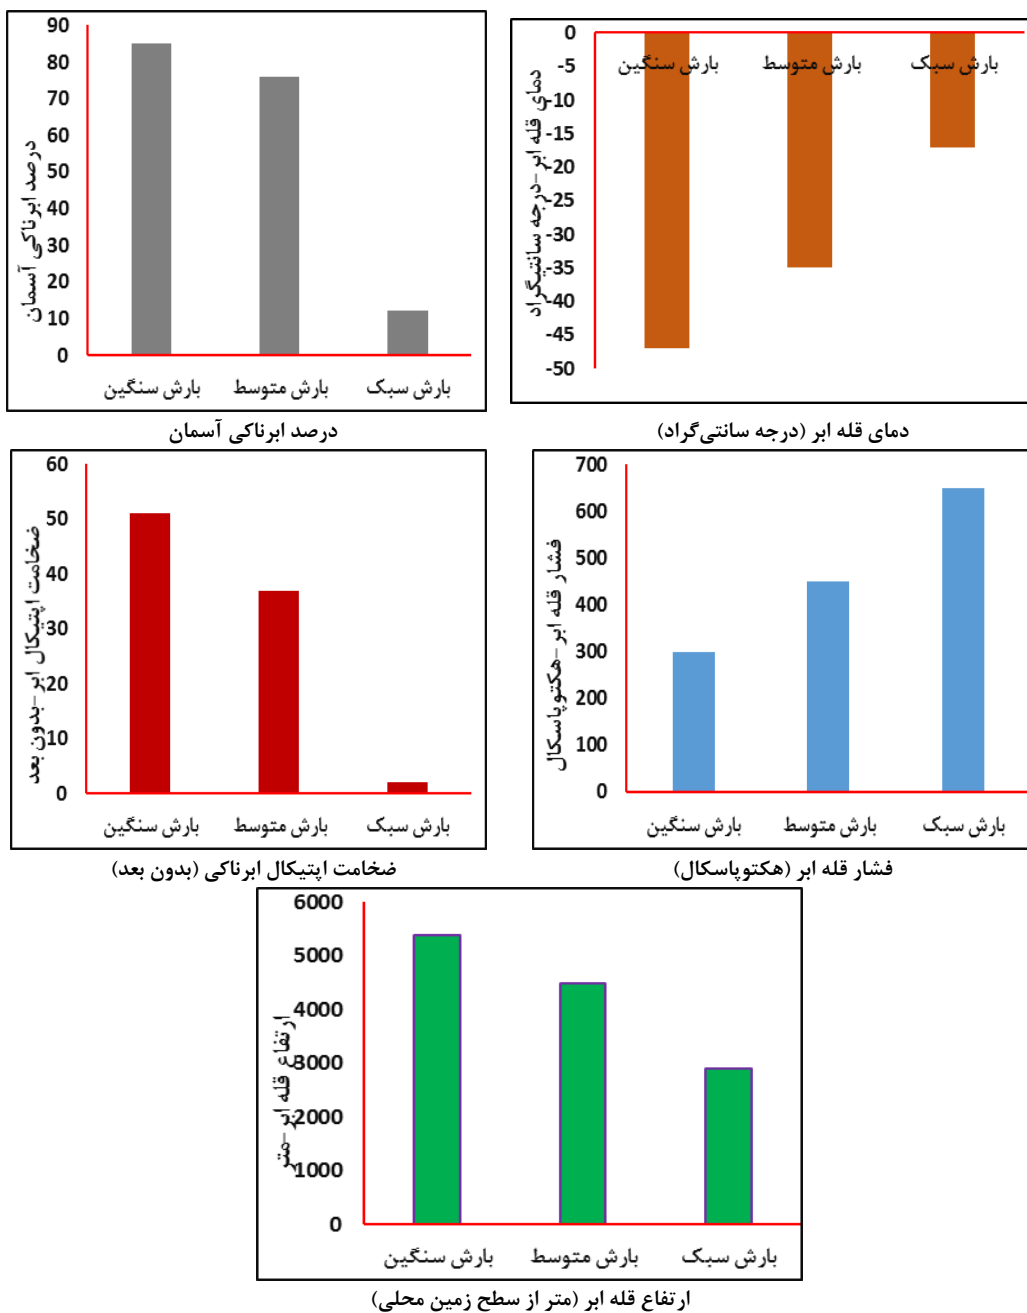 90
80
70
60
50
40
30
20
10
0
درصد ابرناکی آسمان
بارش سنگین بارش متوسط بارش سبک
درصد ابرناکی آسمان
0
-5
-10
-15
-20
-25
-30
-35
-40
-45
-50
دمای قله ابر-درجه سانتیگراد
بارش سنگین بارش متوسط بارش سبک
دمای قله ابر (درجه سانتی‌گراد)
60
50
40
30
20
10
0
ضخامت اپتیکال ابر-بدون بعد
بارش سنگین بارش متوسط بارش سبک
ضخامت اپتیکال ابرناکی (بدون بعد)
700
600
500
400
300
200
100
0
فشار قله ابر-هکتوپاسکال
بارش سنگین بارش متوسط بارش سبک
فشار قله ابر (هکتوپاسکال)
6000
5000
4000
3000
2000
1000
0
ارتفاع قله ابر-متر
بارش سنگین بارش متوسط بارش سبک
ارتفاع قله ابر (متر از سطح زمین محلی)